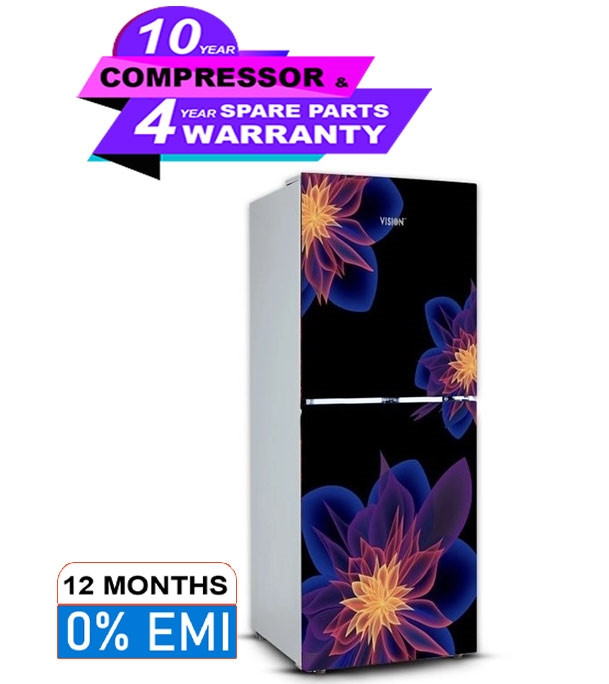 10 YEAR
COMPRESSOR &
4 YEAR SPARE PARTS
WARRANTY
VISION
12 MONTHS
0% EMI